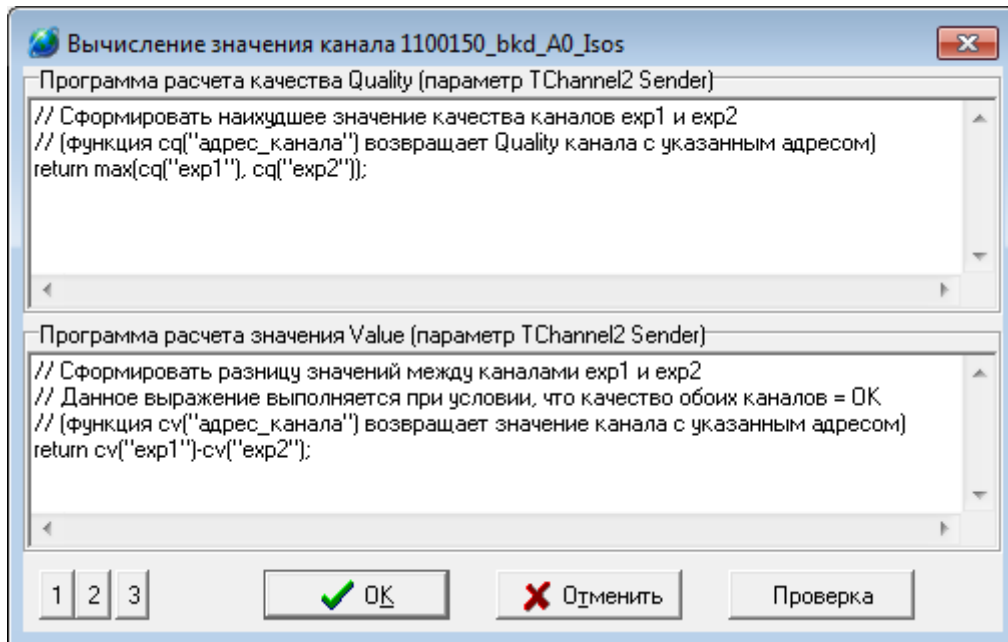 Вычисление значения канала 1100150_bkd_A0_Isos
Программа расчета качества Quality (параметр TChannel2 Sender)
// Сформировать наихудшее значение качества каналов exp1 и exp2
// (функция cq("адрес_канала") возвращает Quality канала с указанным адресом)
return max(cq("exp1"), cq("exp2"));
Программа расчета значения Value (параметр TChannel2 Sender)
// Сформировать разницу значений между каналами exp1 и exp2
// Данное выражение выполняется при условии, что качество обоих каналов = OK
// (функция cv("адрес_канала") возвращает значение канала с указанным адресом)
return cv("exp1")-cv("exp2");
1 2 3 OK Отменить Проверка